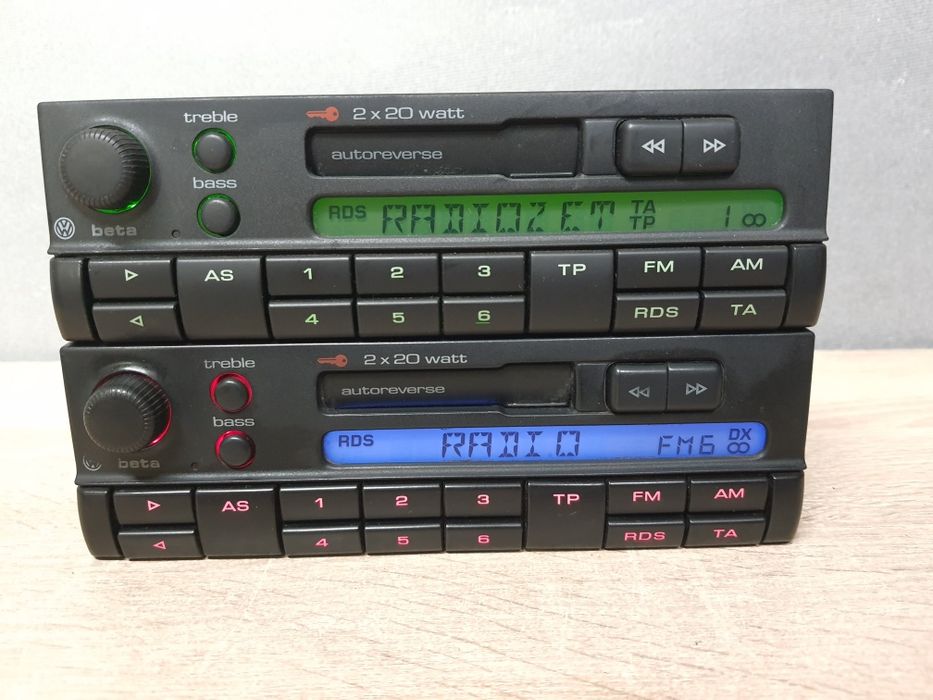 treble
2 x 20 watt
autoreverse
bass
RDS RADIOZET TA TP 1 ∞
beta
AS 1 2 3 TP FM AM
4 5 6 RDS TA
treble
2 x 20 watt
autoreverse
bass
RDS RADIO FM6 DX ∞
beta
AS 1 2 3 TP FM AM
4 5 6 RDS TA